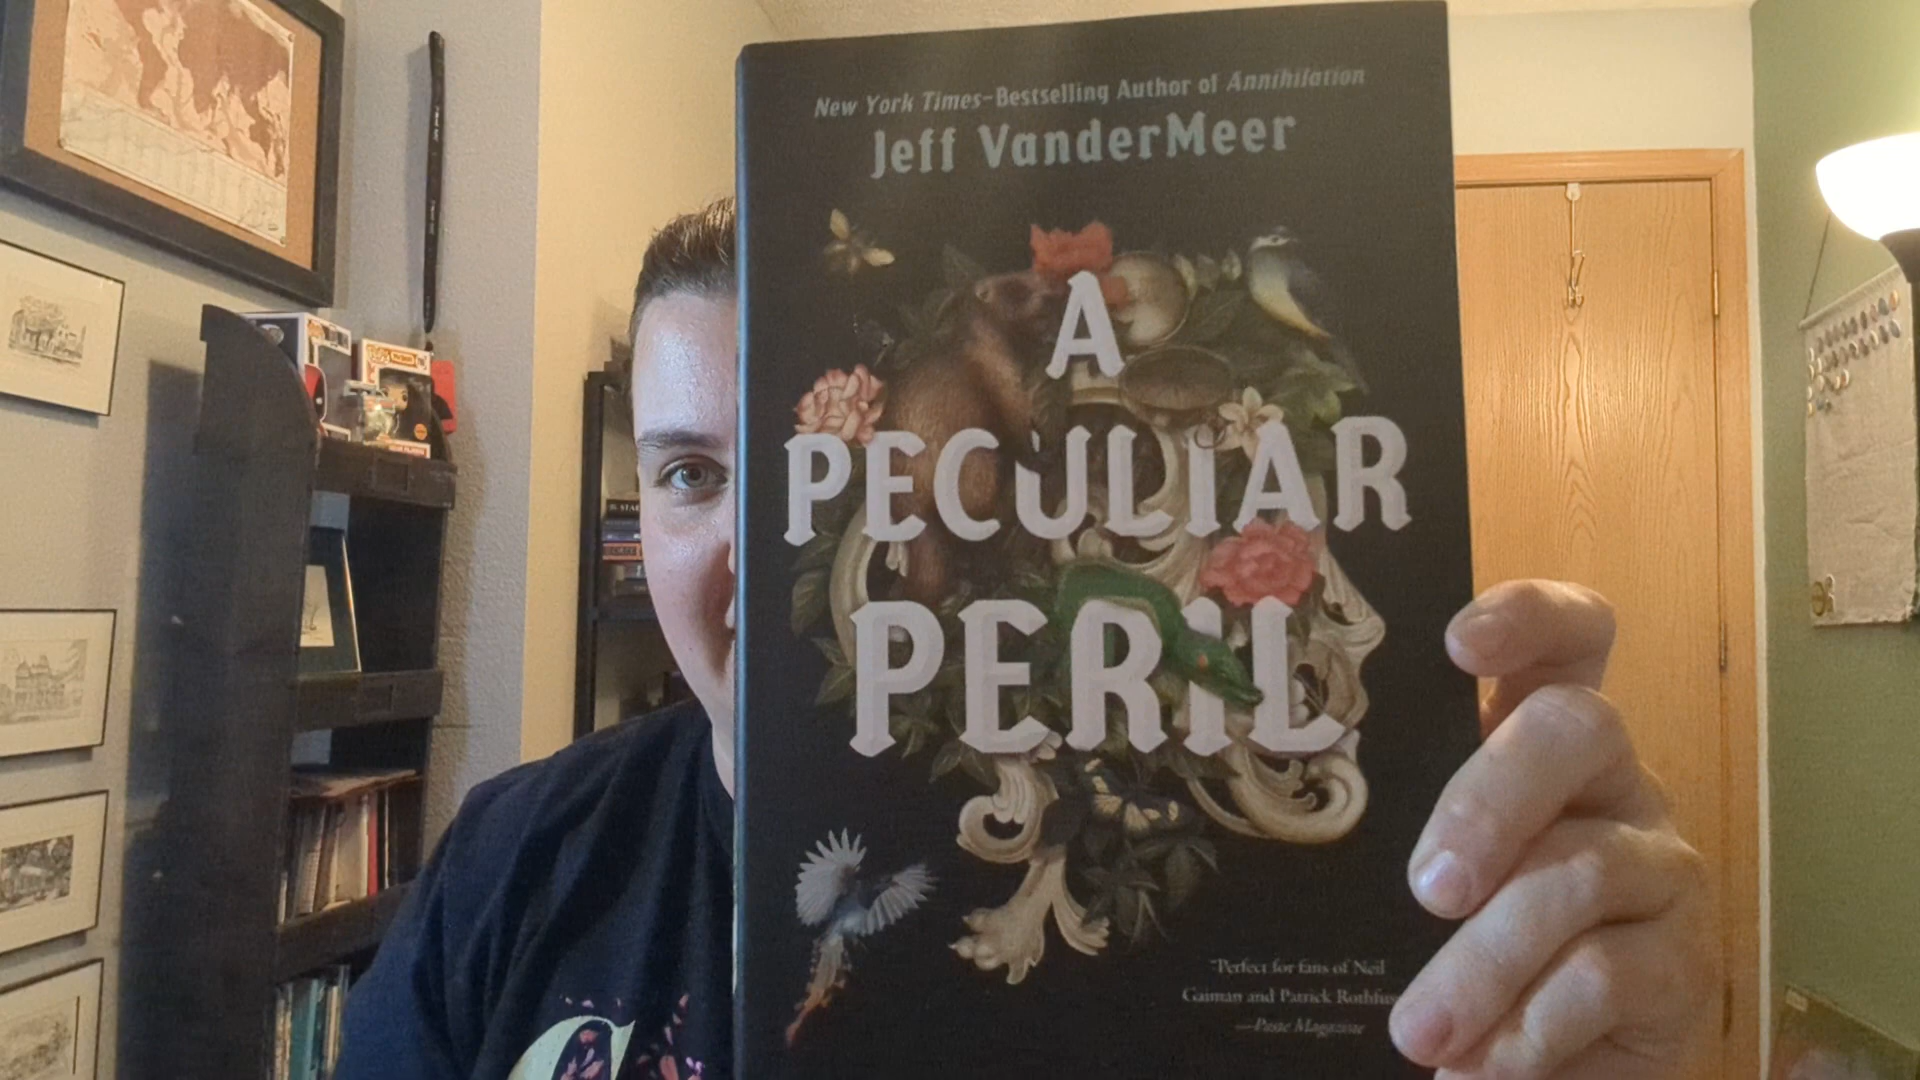 New York Times-Bestselling Author of Annihilation
Jeff VanderMeer
A
PECULIAR
PERIL
"Perfect for fans of Neil
Gaiman and Patrick Rothfuss
—Paste Magazine